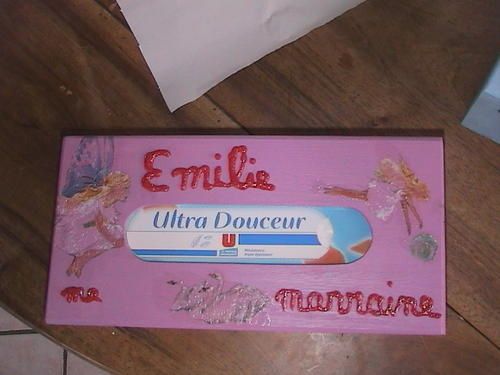 Emilie
Ultra Douceur
U
ma marraine